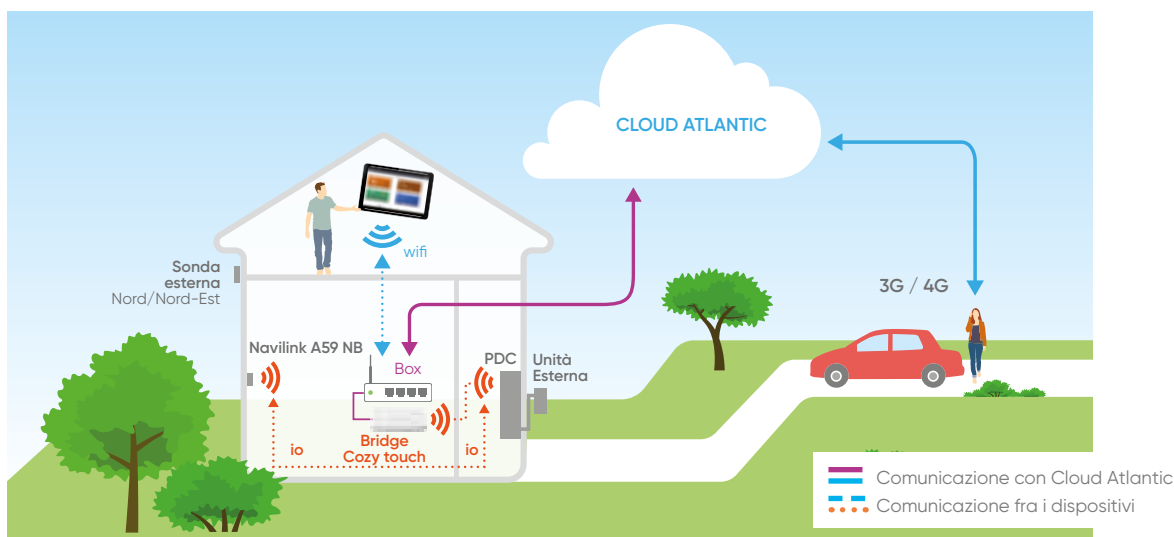 CLOUD ATLANTIC
wifi
Sonda
esterna
Nord/Nord-Est
3G / 4G
Navilink A59 NB
Box
PDC
Unità
Esterna
io
Bridge
Cozy touch
io
Comunicazione con Cloud Atlantic
Comunicazione fra i dispositivi